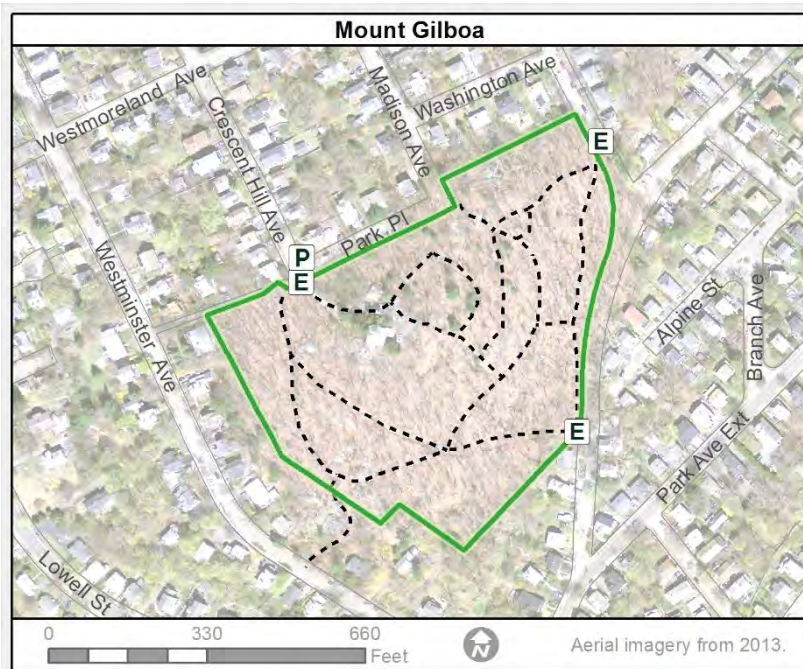 Mount Gilboa
Westmoreland Ave
Crescent Hill Ave
Madison Ave
Washington Ave
E
P
E
Park Pl
Westminster Ave
Alpine St
Branch Ave
E
Park Ave Ext
Lowell St
0 330 660
Feet
N
Aerial imagery from 2013.